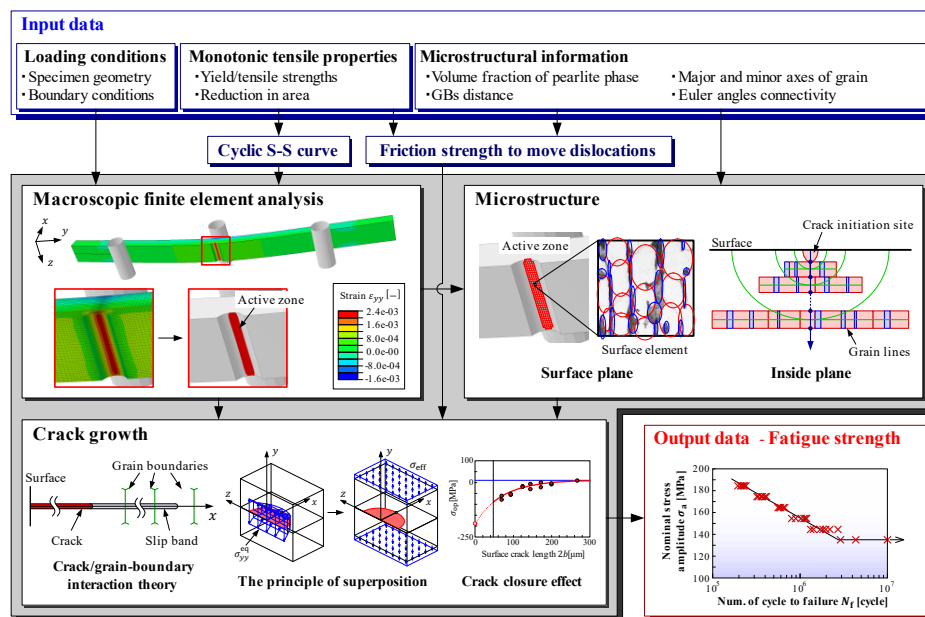 Input data
Loading conditions
· Specimen geometry
· Boundary conditions
Monotonic tensile properties
· Yield/tensile strengths
· Reduction in area
Microstructural information
· Volume fraction of pearlite phase
· GBs distance
· Major and minor axes of grain
· Euler angles connectivity
Cyclic S-S curve
Friction strength to move dislocations
Macroscopic finite element analysis
x
y
z
Active zone
Strain ε_yy [−]
2.4e-03
1.6e-03
8.0e-04
0.0e-00
-8.0e-04
-1.6e-03
Microstructure
Active zone
Surface element
Surface plane
Surface
Crack initiation site
Grain lines
Inside plane
Crack growth
Surface
Grain boundaries
x
Crack
Slip band
Crack/grain-boundary
interaction theory
y
z
x
σ_yy^eq
y
z
x
σ_eff
The principle of superposition
100
0
-250
σ_op [MPa]
0
100
200
300
Surface crack length 2b[μm]
Crack closure effect
Output data - Fatigue strength
Nominal stress
amplitude σ_a [MPa]
200
180
160
140
120
100
10^5
10^6
10^7
Num. of cycle to failure N_f [cycle]